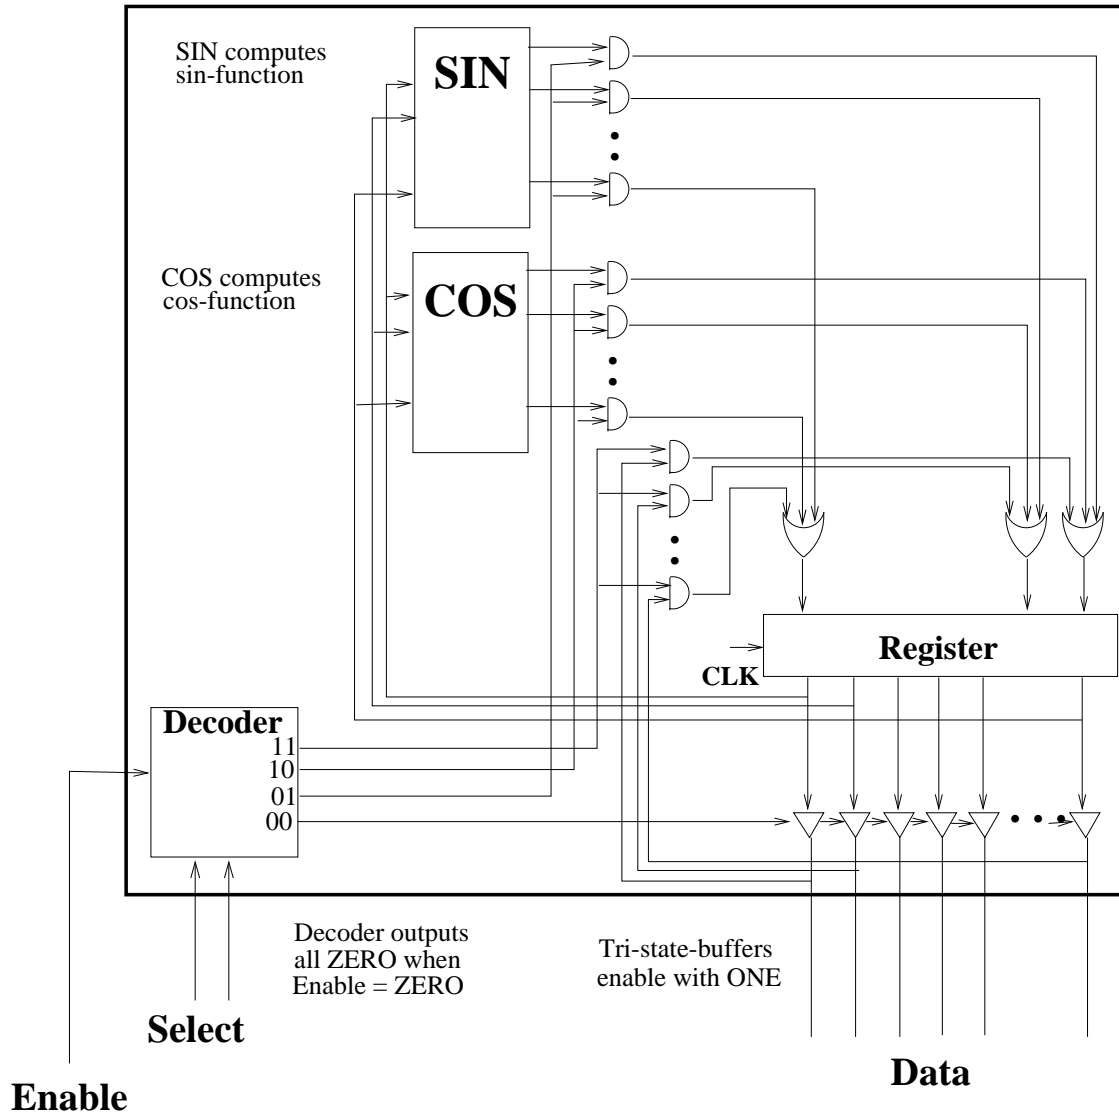 SIN computes
sin-function
SIN
COS computes
cos-function
COS
Register
CLK
Decoder
11
10
01
00
Decoder outputs
all ZERO when
Enable = ZERO
Tri-state-buffers
enable with ONE
Select
Data
Enable